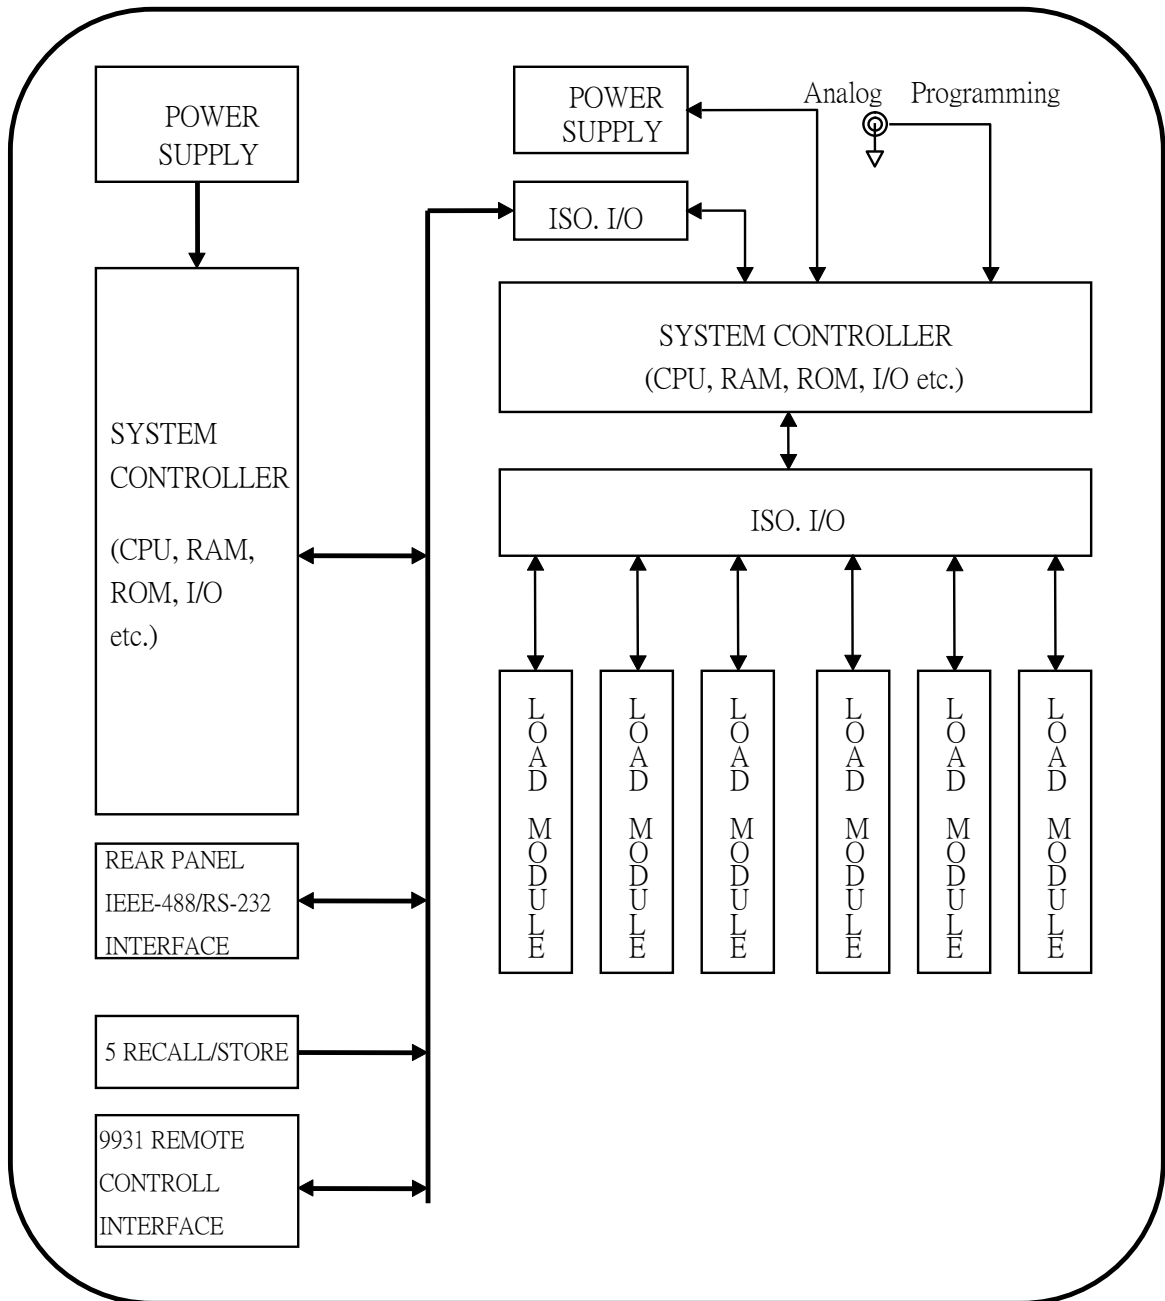 POWER
SUPPLY
SYSTEM
CONTROLLER
(CPU, RAM,
ROM, I/O
etc.)
REAR PANEL
IEEE-488/RS-232
INTERFACE
5 RECALL/STORE
9931 REMOTE
CONTROLL
INTERFACE
POWER
SUPPLY
Analog Programming
ISO. I/O
SYSTEM CONTROLLER
(CPU, RAM, ROM, I/O etc.)
ISO. I/O
LOAD MODULE
LOAD MODULE
LOAD MODULE
LOAD MODULE
LOAD MODULE
LOAD MODULE